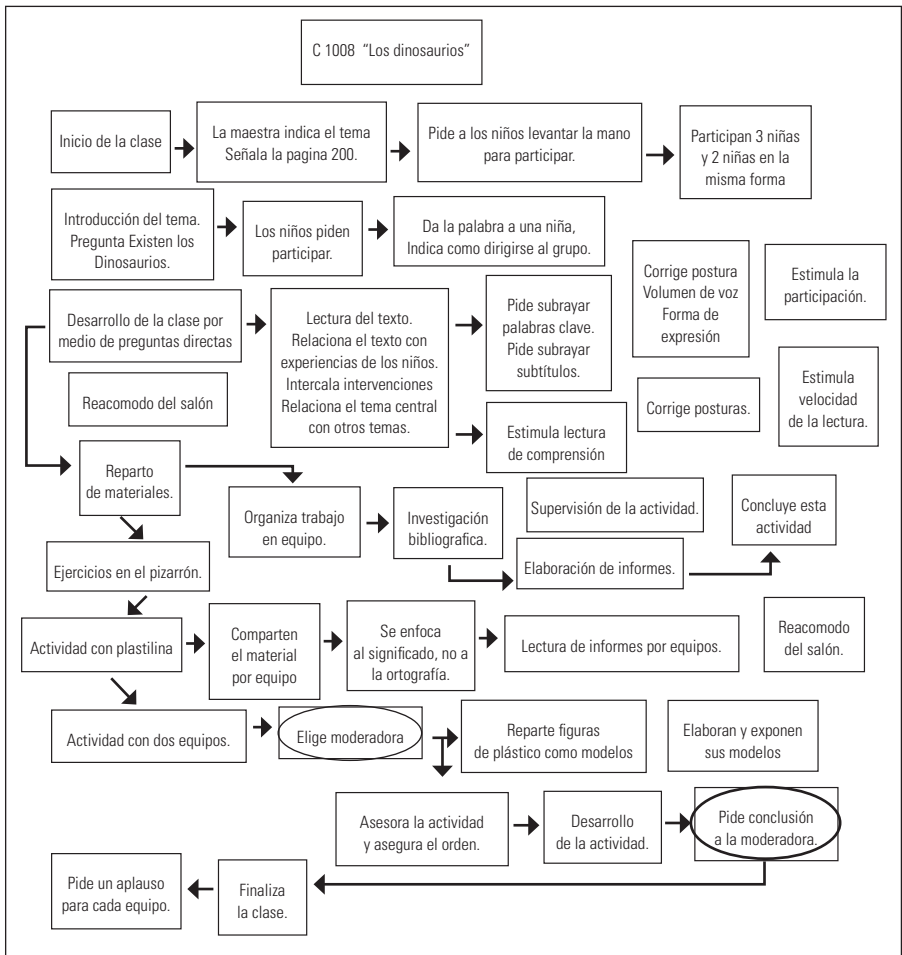 C 1008 “Los dinosaurios”
Inicio de la clase
La maestra indica el tema
Señala la pagina 200.
Pide a los niños levantar la mano
para participar.
Participan 3 niñas
y 2 niñas en la
misma forma
Introducción del tema.
Pregunta Existen los
Dinosaurios.
Los niños piden
participar.
Da la palabra a una niña,
Indica como dirigirse al grupo.
Corrige postura
Volumen de voz
Forma de
expresión
Estimula la
participación.
Desarrollo de la clase por
medio de preguntas directas
Lectura del texto.
Relaciona el texto con
experiencias de los niños.
Intercala intervenciones
Relaciona el tema central
con otros temas.
Pide subrayar
palabras clave.
Pide subrayar
subtítulos.
Reacomodo del salón
Estimula lectura
de comprensión
Corrige posturas.
Estimula
velocidad
de la lectura.
Reparto
de materiales.
Organiza trabajo
en equipo.
Investigación
bibliografica.
Supervisión de la actividad.
Elaboración de informes.
Concluye esta
actividad
Ejercicios en el pizarrón.
Actividad con plastilina
Comparten
el material
por equipo
Se enfoca
al significado, no a
la ortografía.
Lectura de informes por equipos.
Reacomodo
del salón.
Actividad con dos equipos.
Elige moderadora
Reparte figuras
de plástico como modelos
Elaboran y exponen
sus modelos
Asesora la actividad
y asegura el orden.
Desarrollo
de la actividad.
Pide conclusión
a la moderadora.
Pide un aplauso
para cada equipo.
Finaliza
la clase.